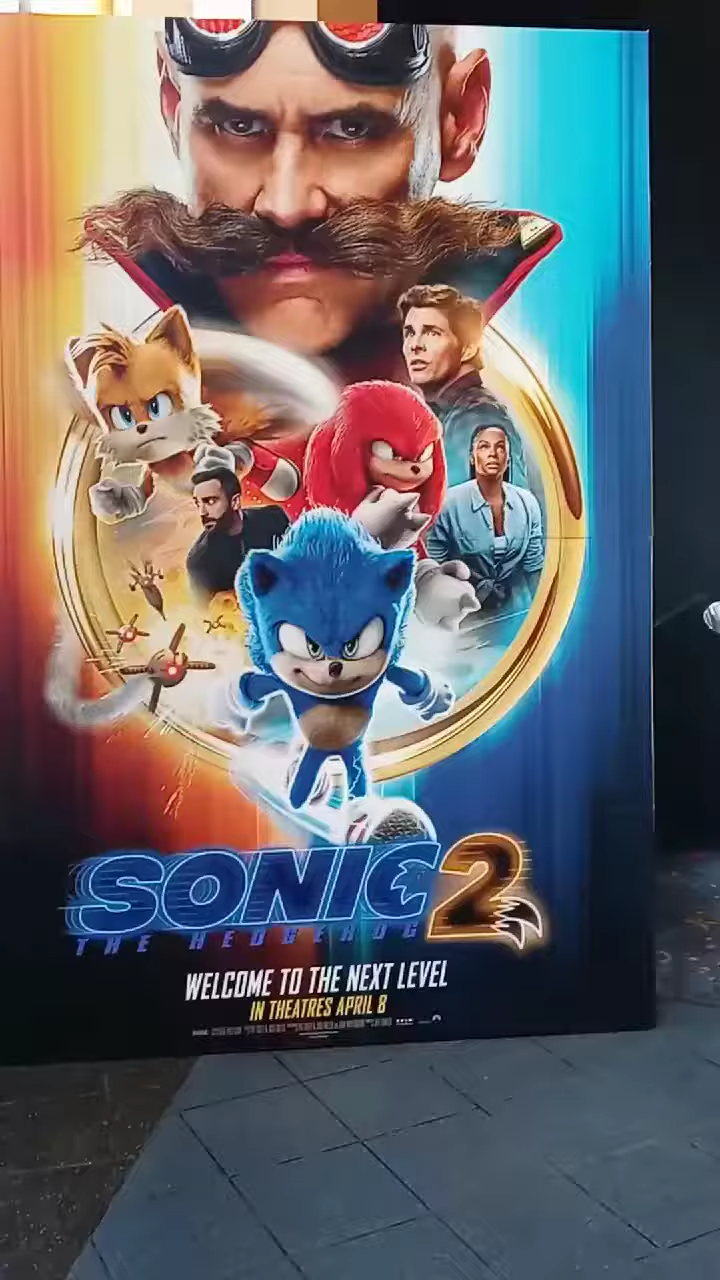 SONIC 2
THE HEDGEHOG
WELCOME TO THE NEXT LEVEL
IN THEATRES APRIL 8